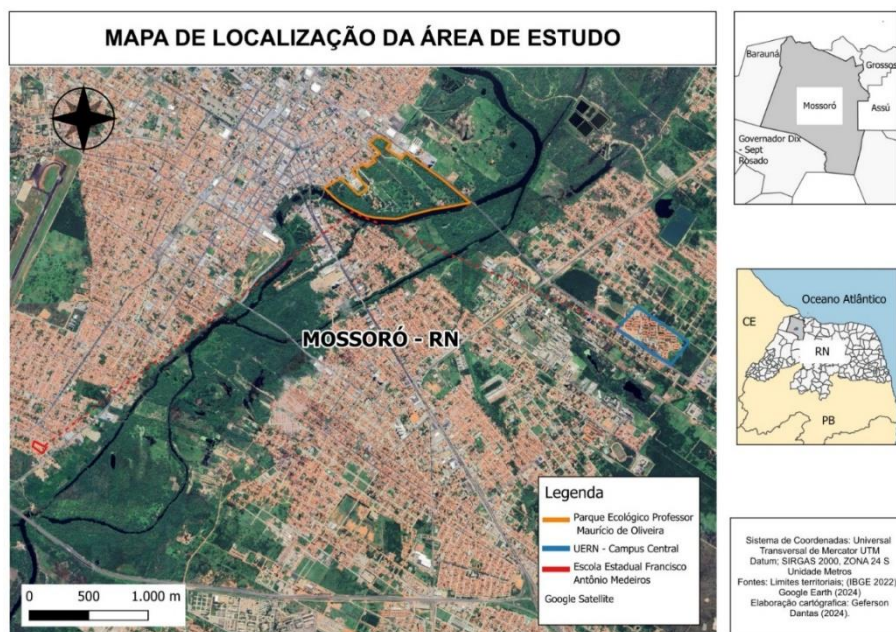 MAPA DE LOCALIZAÇÃO DA ÁREA DE ESTUDO
MOSSORÓ - RN
0 500 1.000 m
Legenda
Parque Ecológico Professor
Maurício de Oliveira
UERN - Campus Central
Escola Estadual Francisco
Antônio Medeiros
Google Satellite
Baraunã
Grossos
Mossoró
Assú
Governador Dix
- Sept
Rosado
Oceano Atlântico
CE
RN
PB
Sistema de Coordenadas: Universal
Transversal de Mercator UTM
Datum; SIRGAS 2000, ZONA 24 S
Unidade Metros
Fontes: Limites territoriais; (IBGE 2022)
Google Earth (2024)
Elaboração cártografica: Geferson
Dantas (2024).